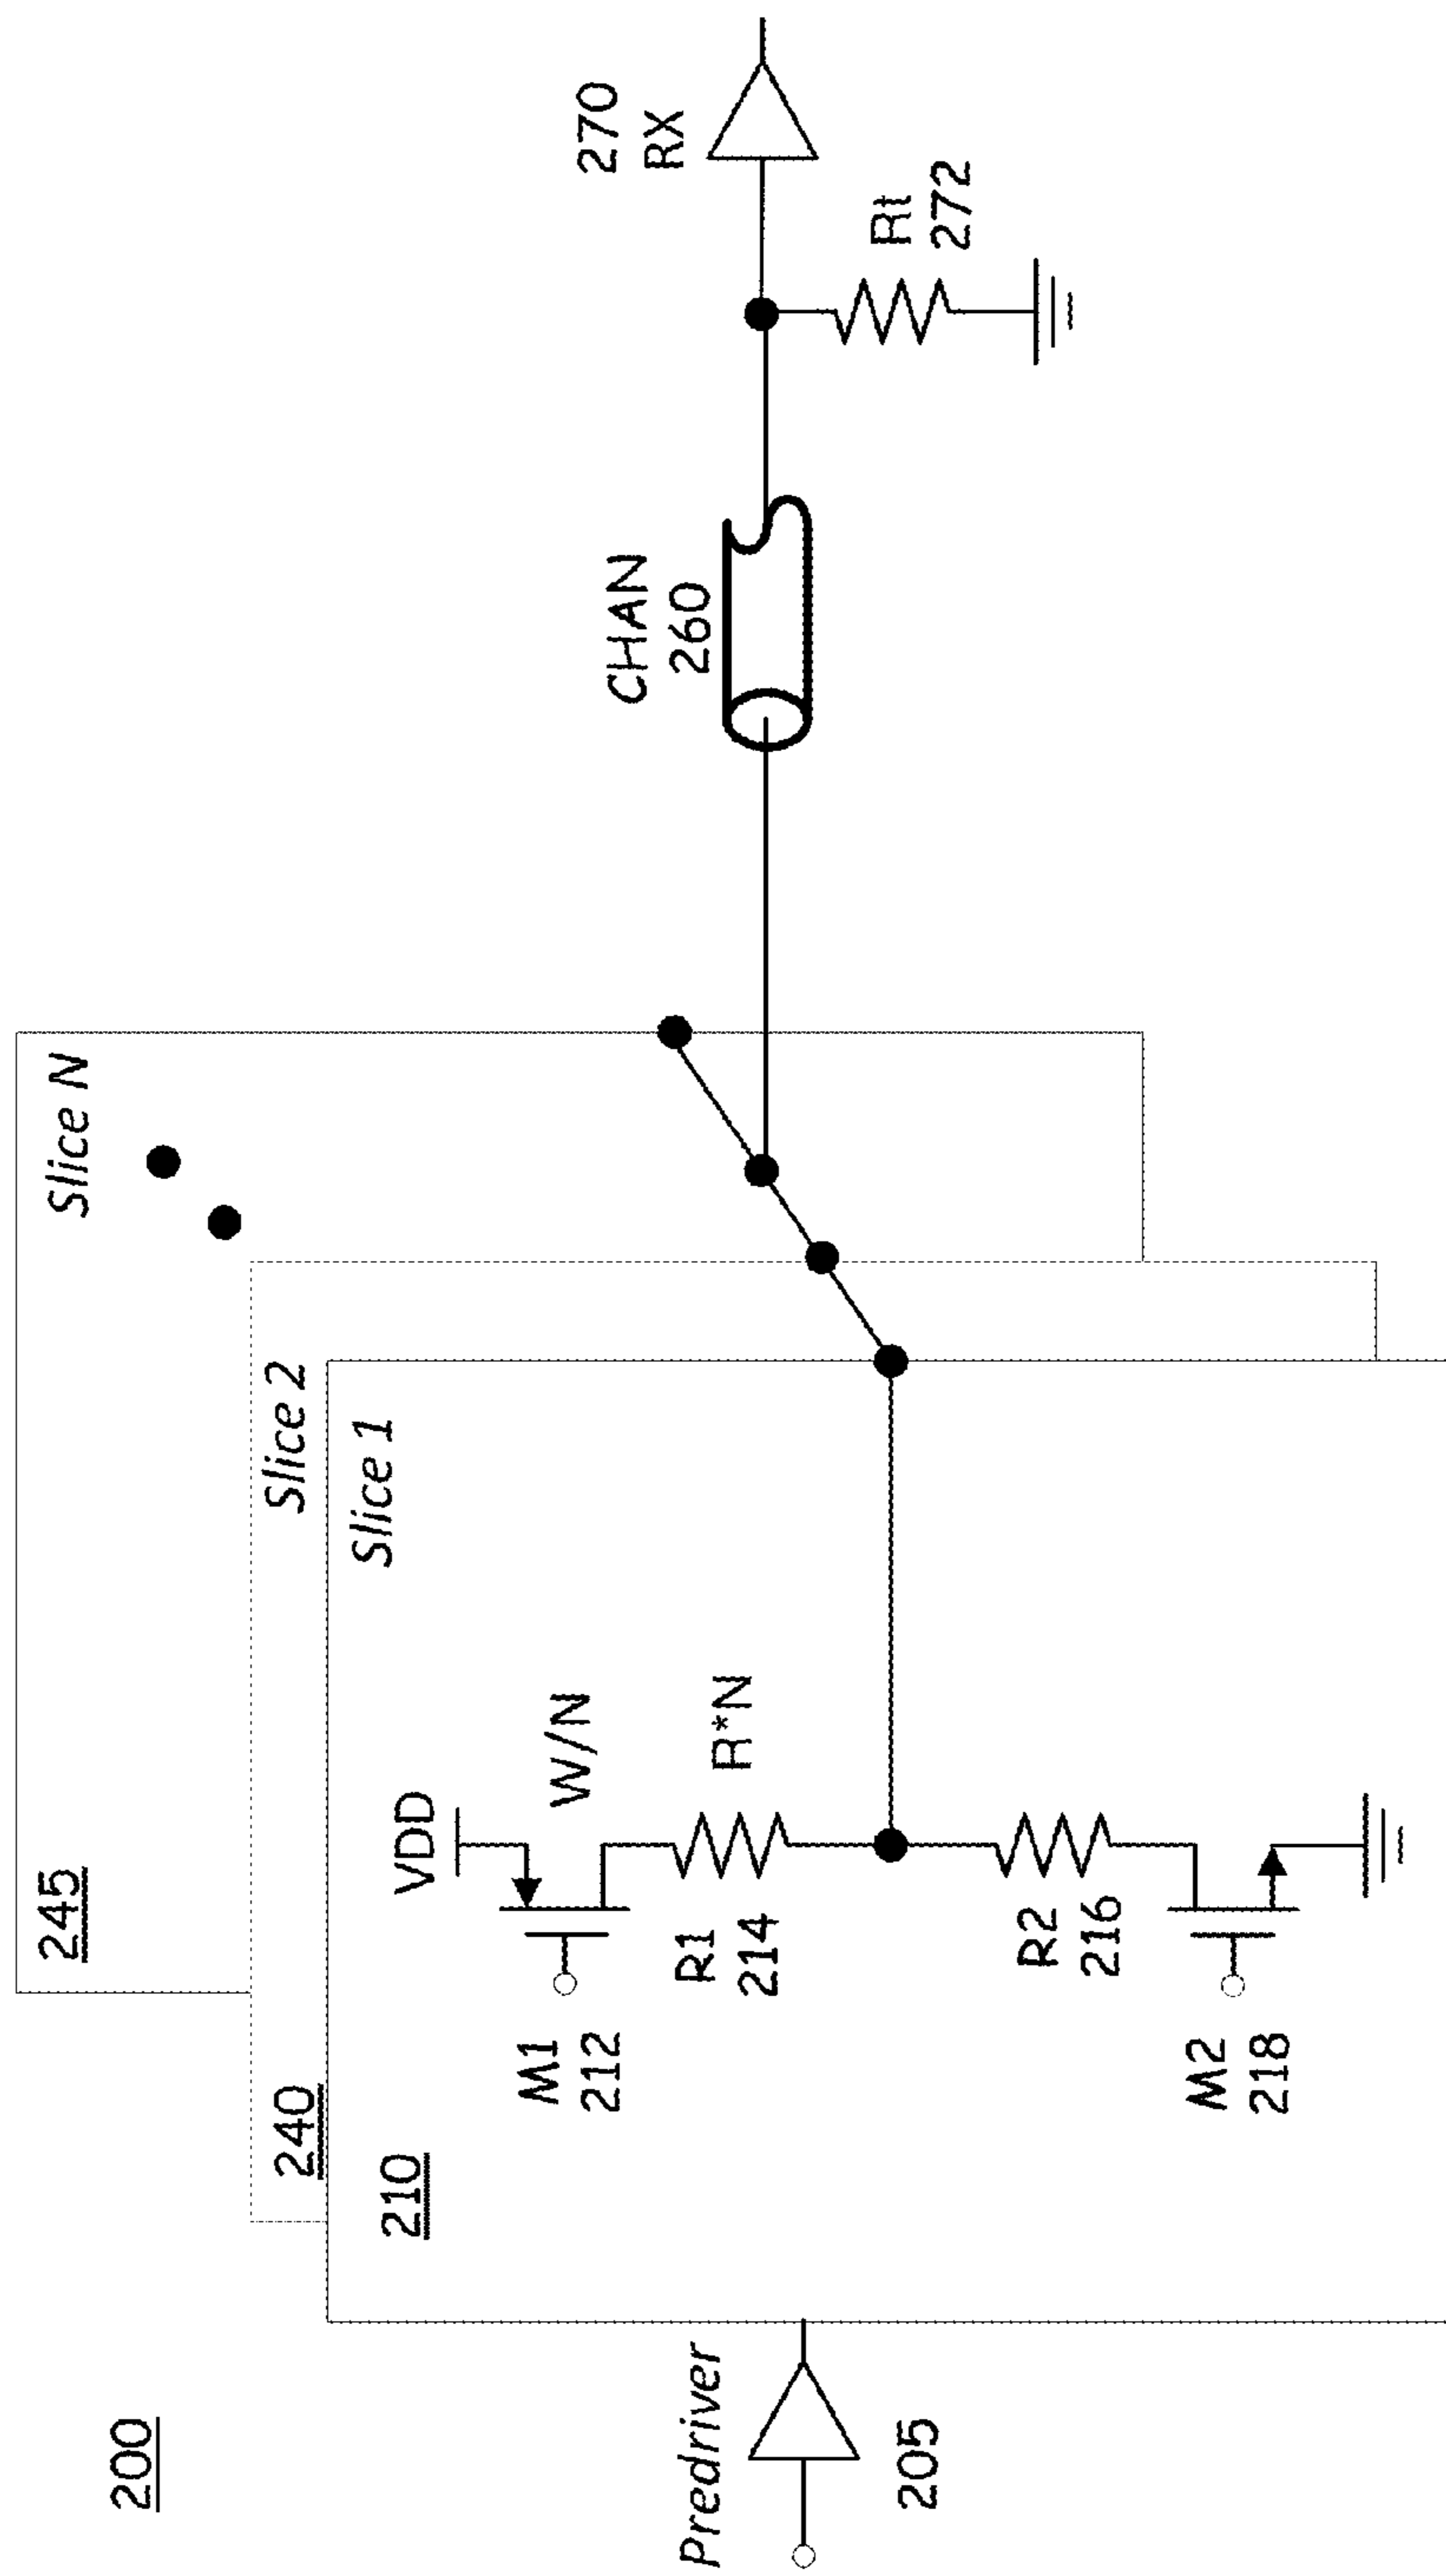 200
Predriver
205
245
Slice N
240
Slice 2
210
Slice 1
VDD
M1
212
W/N
R1
214
R*N
R2
216
M2
218
CHAN
260
270
RX
Rt
272